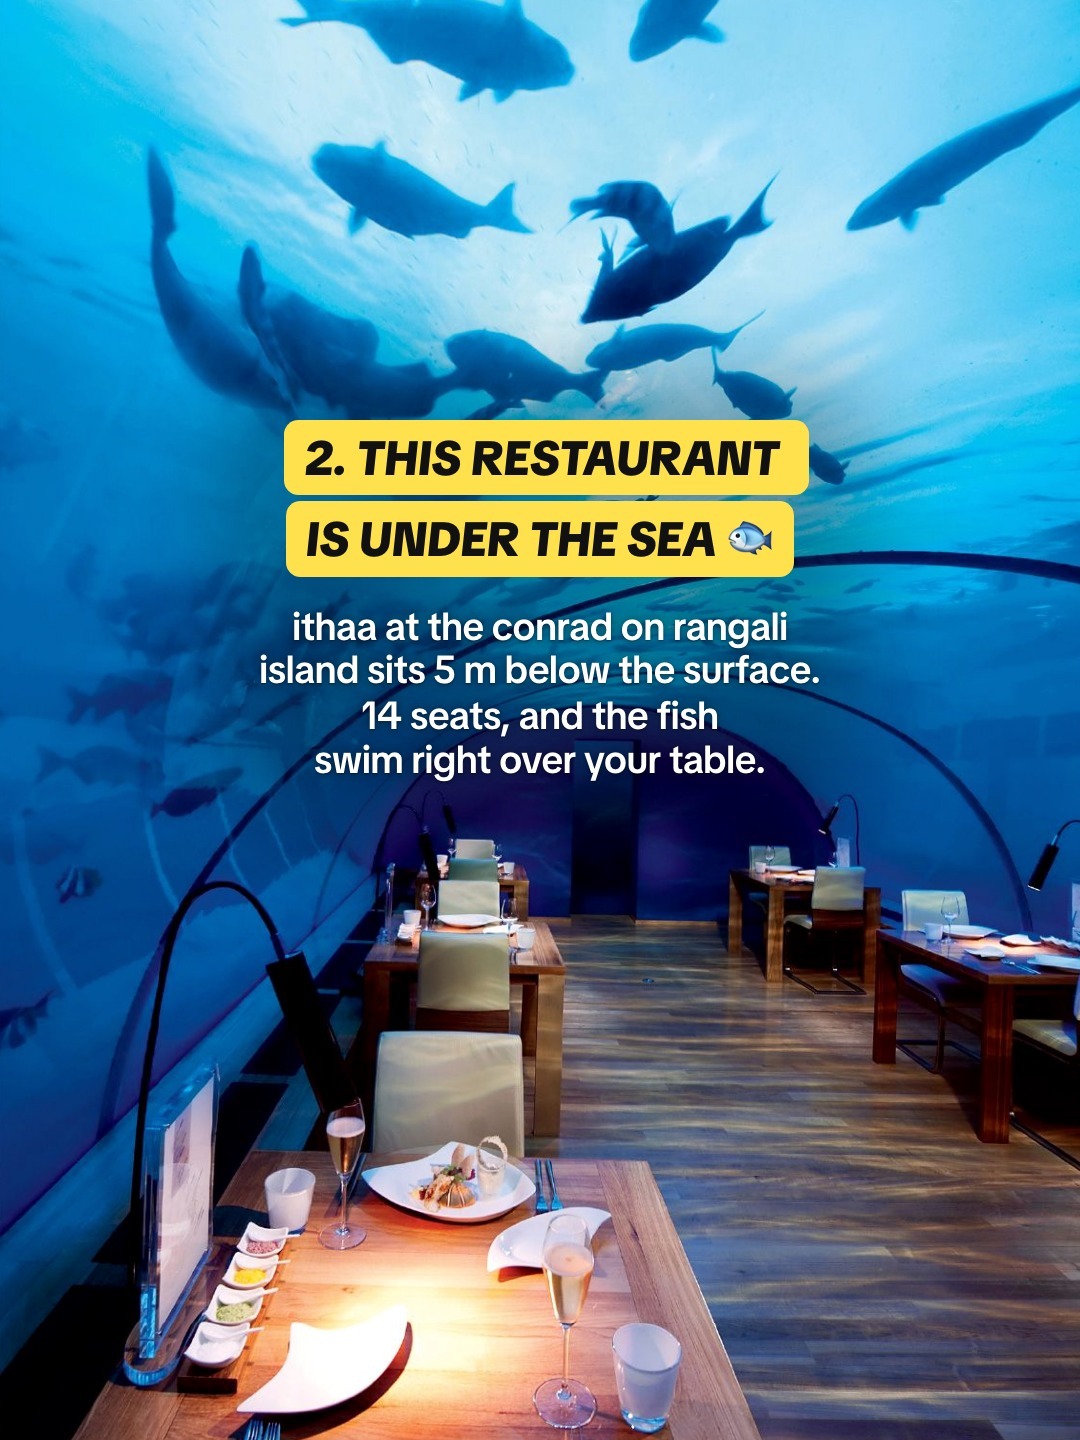 2. THIS RESTAURANT
IS UNDER THE SEA 🐟
ithaa at the conrad on rangali
island sits 5 m below the surface.
14 seats, and the fish
swim right over your table.